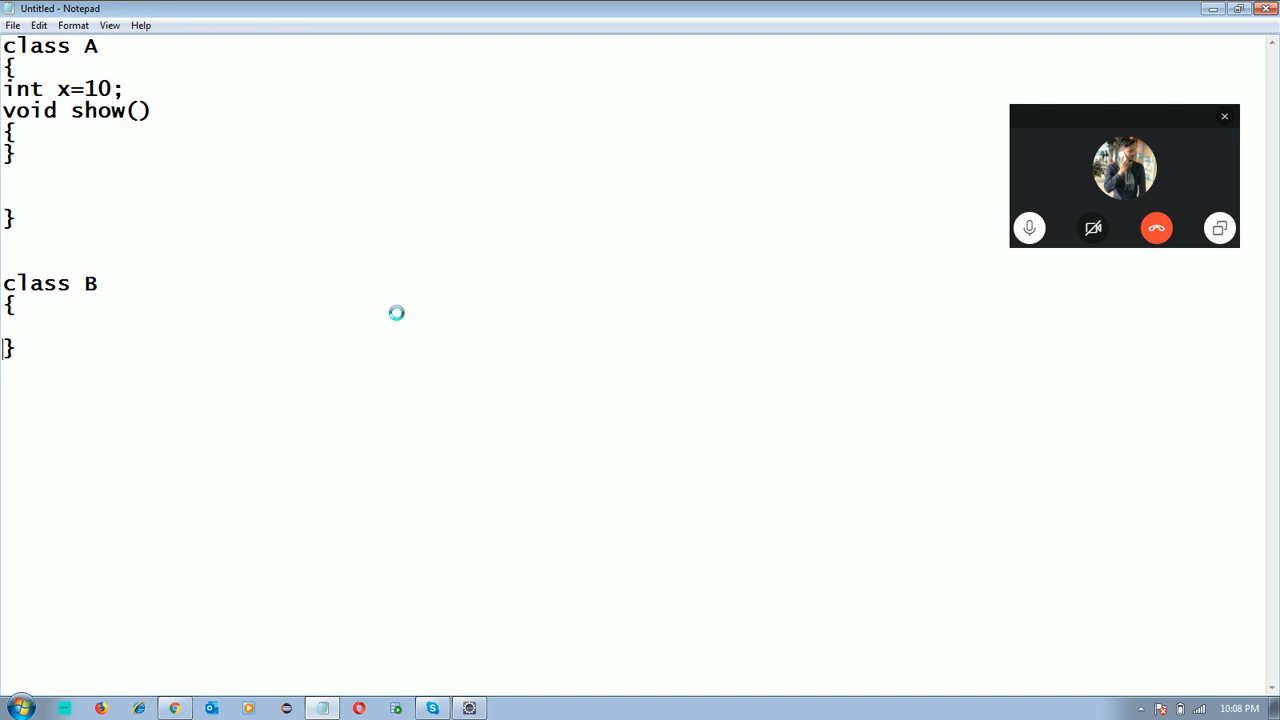 Untitled - Notepad
File Edit Format View Help
class A
{
int x=10;
void show()
{
}
}
class B
{
}
10:08 PM